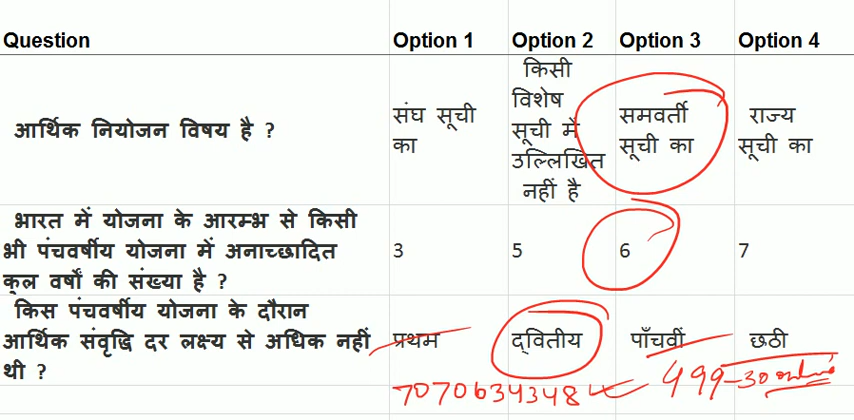 Question Option 1 Option 2 Option 3 Option 4
आर्थिक नियोजन विषय है ?
संघ सूची
का
किसी
विशेष
सूची में
उल्लिखित
नहीं है
समवर्ती
सूची का
राज्य
सूची का
भारत में योजना के आरम्भ से किसी
भी पंचवर्षीय योजना में अनाच्छादित
कुल वर्षों की संख्या है ?
3 5 6 7
किस पंचवर्षीय योजना के दौरान
आर्थिक संवृद्धि दर लक्ष्य से अधिक नहीं
थी ?
प्रथम द्वितीय पाँचवीं छठी
7070634348
499-30 online